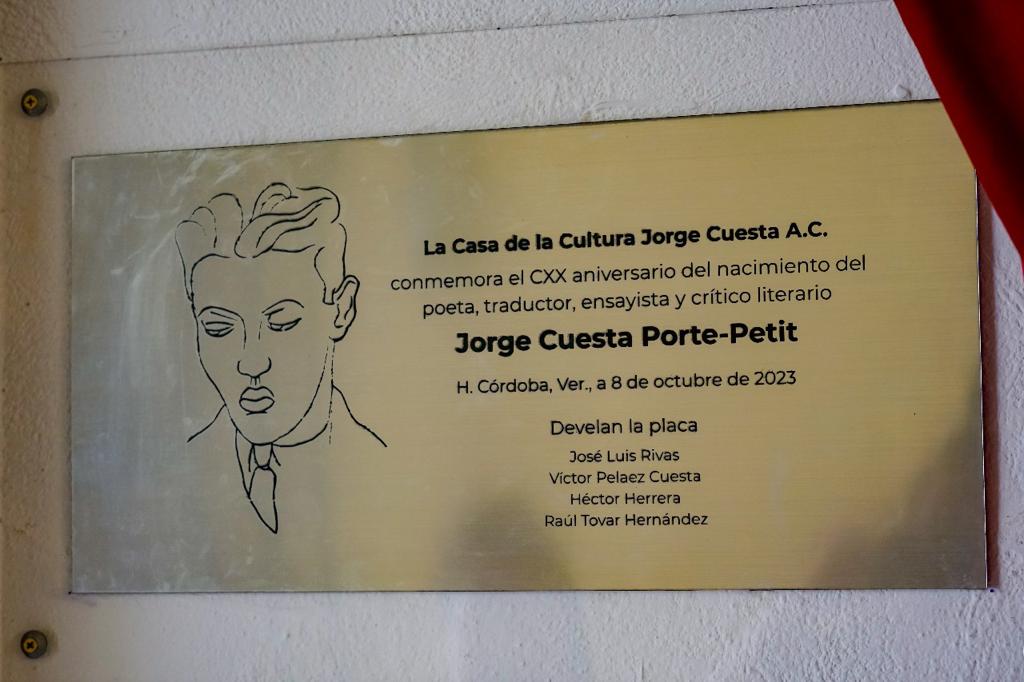 La Casa de la Cultura Jorge Cuesta A.C.
conmemora el CXX aniversario del nacimiento del
poeta, traductor, ensayista y crítico literario
Jorge Cuesta Porte-Petit
H. Córdoba, Ver., a 8 de octubre de 2023
Develan la placa
José Luis Rivas
Víctor Pelaez Cuesta
Héctor Herrera
Raúl Tovar Hernández